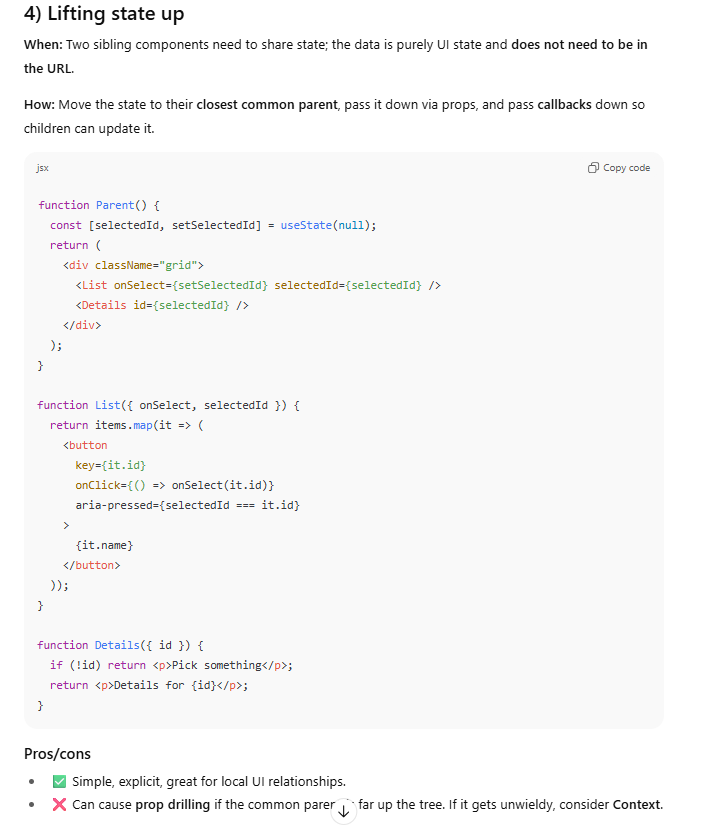 4) Lifting state up
When: Two sibling components need to share state; the data is purely UI state and does not need to be in
the URL.
How: Move the state to their closest common parent, pass it down via props, and pass callbacks down so
children can update it.
jsx
Copy code
function Parent() {
  const [selectedId, setSelectedId] = useState(null);
  return (
    <div className="grid">
      <List onSelect={setSelectedId} selectedId={selectedId} />
      <Details id={selectedId} />
    </div>
  );
}
function List({ onSelect, selectedId }) {
  return items.map(it => (
    <button
      key={it.id}
      onClick={() => onSelect(it.id)}
      aria-pressed={selectedId === it.id}
    >
      {it.name}
    </button>
  ));
}
function Details({ id }) {
  if (!id) return <p>Pick something</p>;
  return <p>Details for {id}</p>;
}
Pros/cons
• ✅ Simple, explicit, great for local UI relationships.
• ❌ Can cause prop drilling if the common far up the tree. If it gets unwieldy, consider Context.